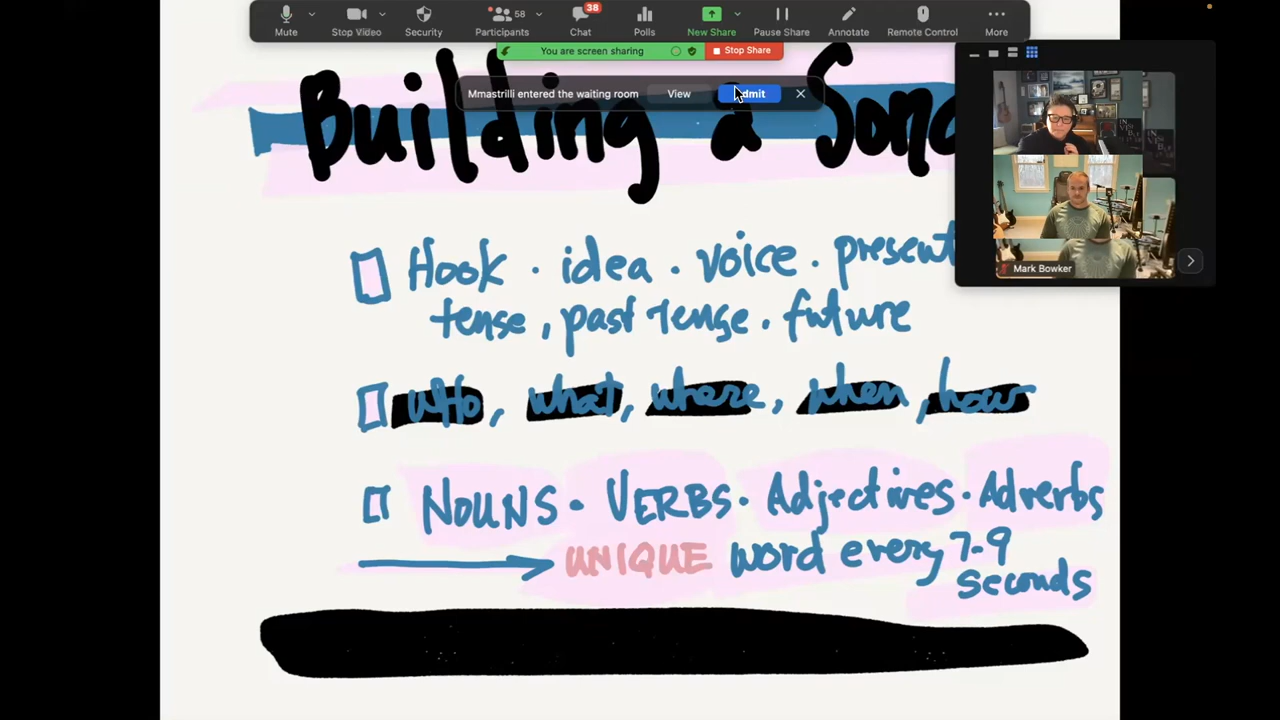 58
38
Mute
Stop Video
Security
Participants
Chat
Polls
New Share
Pause Share
Annotate
Remote Control
More
You are screen sharing
Stop Share
Mmastrilli entered the waiting room
View
Building a Song
Hook · idea · voice · present
tense, past tense. future
Mark Bowker
who, what, where, when, how
NOUNS · VERBS · Adjectives · Adverbs
UNIQUE word every 7-9
seconds